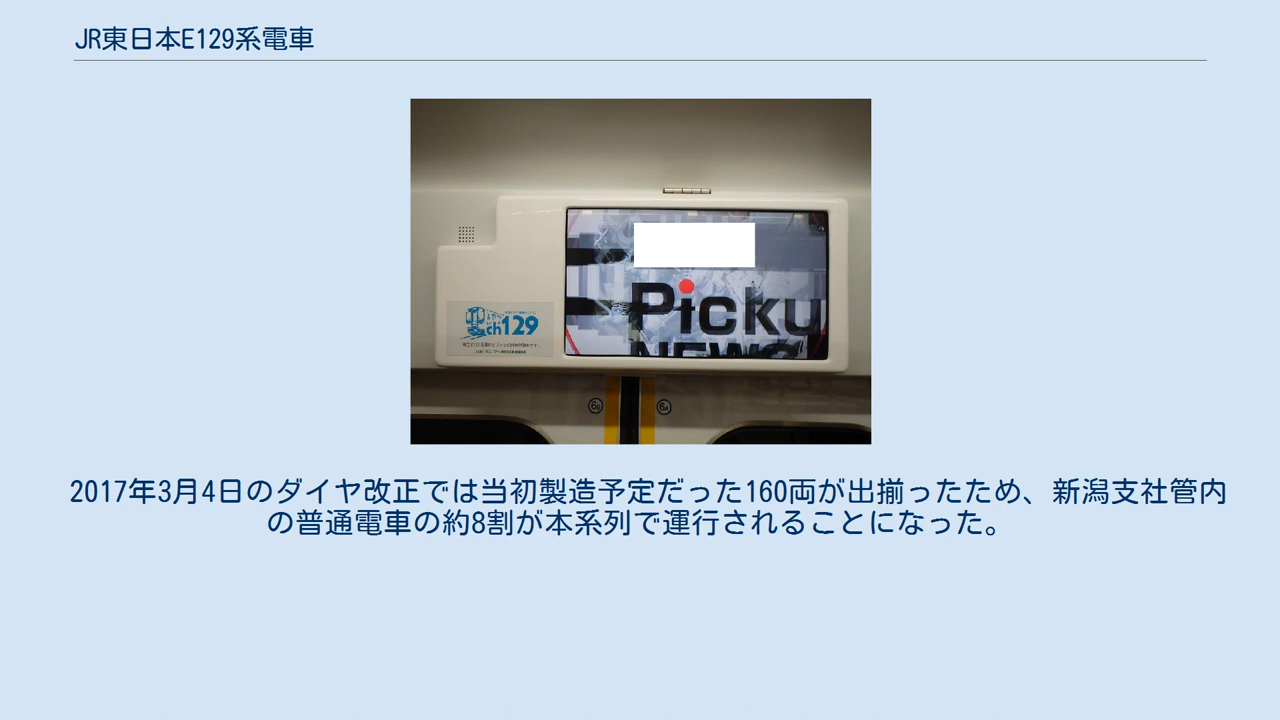 JR東日本E129系電車
Picku
NEWS
ch129
6B
6A
2017年3月4日のダイヤ改正では当初製造予定だった160両が出揃ったため、新潟支社管内
の普通電車の約8割が本系列で運行されることになった。